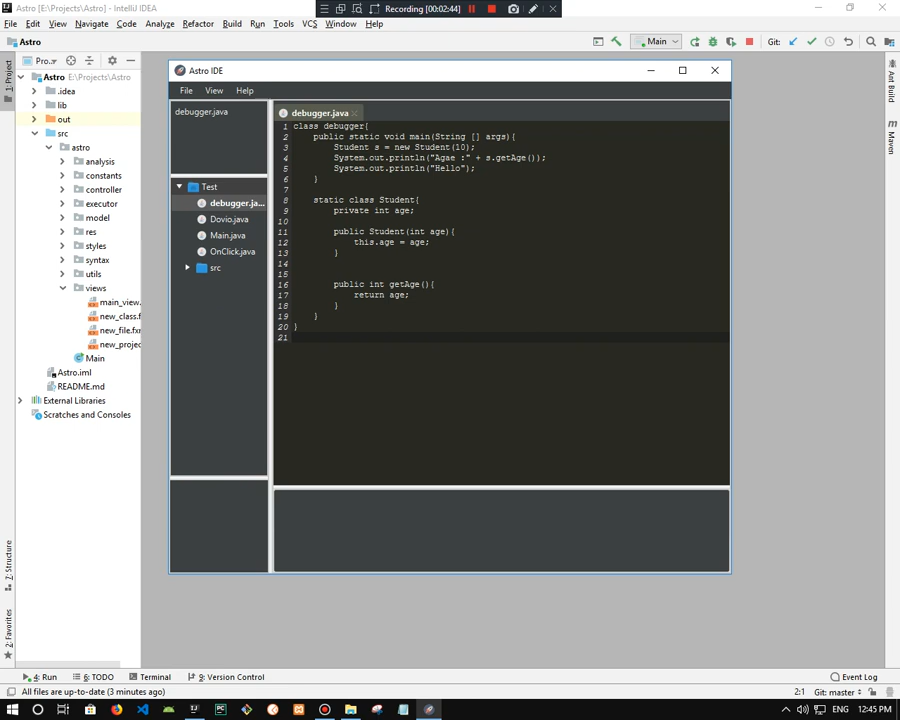 Astro [E:\Projects\Astro] - IntelliJ IDEA
Recording [00:02:44]
File Edit View Navigate Code Analyze Refactor Build Run Tools VCS Window Help
Astro
Main
Git:
1: Project
Pro..
Astro E:\Projects\Astro
.idea
lib
out
src
astro
analysis
constants
controller
executor
model
res
styles
syntax
utils
views
main_view.
new_class.f
new_file.fxn
new_projec
Main
Astro.iml
README.md
External Libraries
Scratches and Consoles
7: Structure
2: Favorites
Ant Build
m Maven
Astro IDE
File View Help
debugger.java
Test
debugger.ja...
Dovio.java
Main.java
OnClick.java
src
debugger.java
1 class debugger{
2 public static void main(String [] args){
3 Student s = new Student(10);
4 System.out.println("Agae :" + s.getAge());
5 System.out.println("Hello");
6 }
7
8 static class Student{
9 private int age;
10
11 public Student(int age){
12 this.age = age;
13 }
14
15
16 public int getAge(){
17 return age;
18 }
19 }
20 }
21
4: Run 6: TODO Terminal 9: Version Control Event Log
All files are up-to-date (3 minutes ago) 2:1 Git: master
ENG 12:45 PM